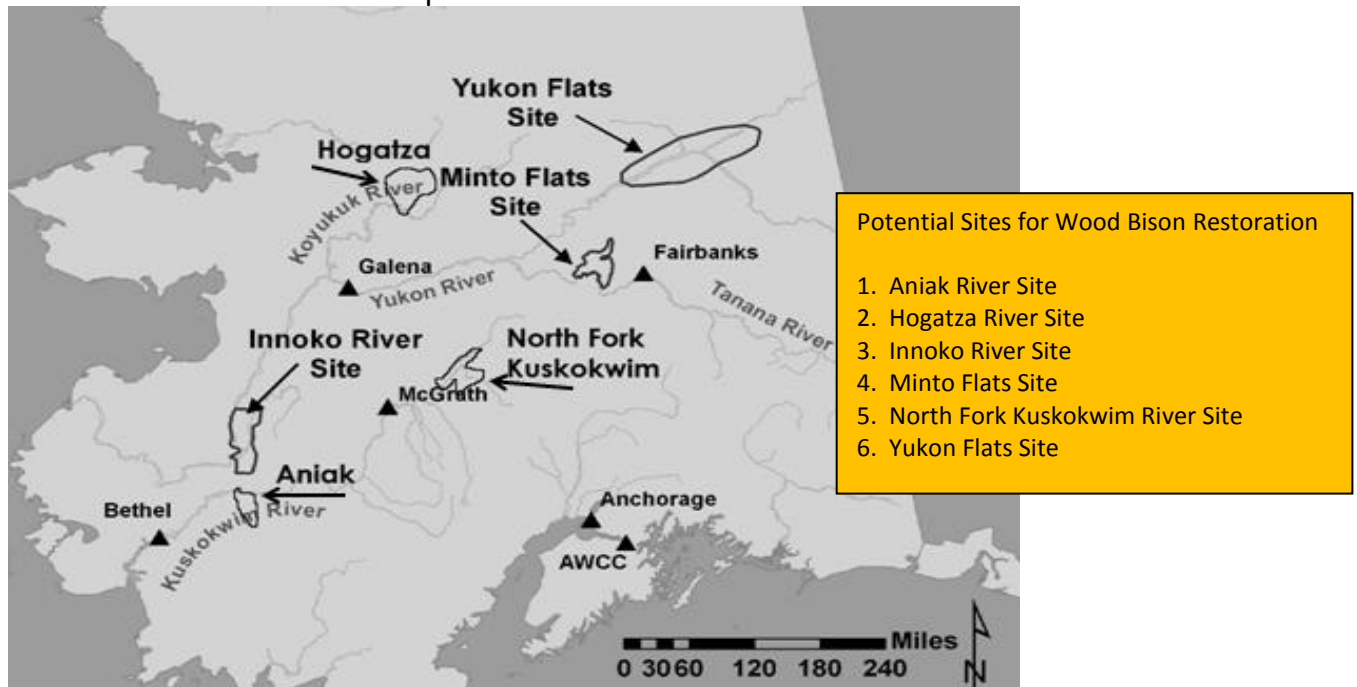 Yukon Flats
Site
Hogatza
Koyukuk River
Minto Flats
Site
Galena
Yukon River
Fairbanks
Tanana River
Innoko River
Site
North Fork
Kuskokwim
McGrath
Aniak
Bethel
Kuskokwim River
Anchorage
AWCC
Miles
0 30 60 120 180 240
N
Potential Sites for Wood Bison Restoration
1. Aniak River Site
2. Hogatza River Site
3. Innoko River Site
4. Minto Flats Site
5. North Fork Kuskokwim River Site
6. Yukon Flats Site